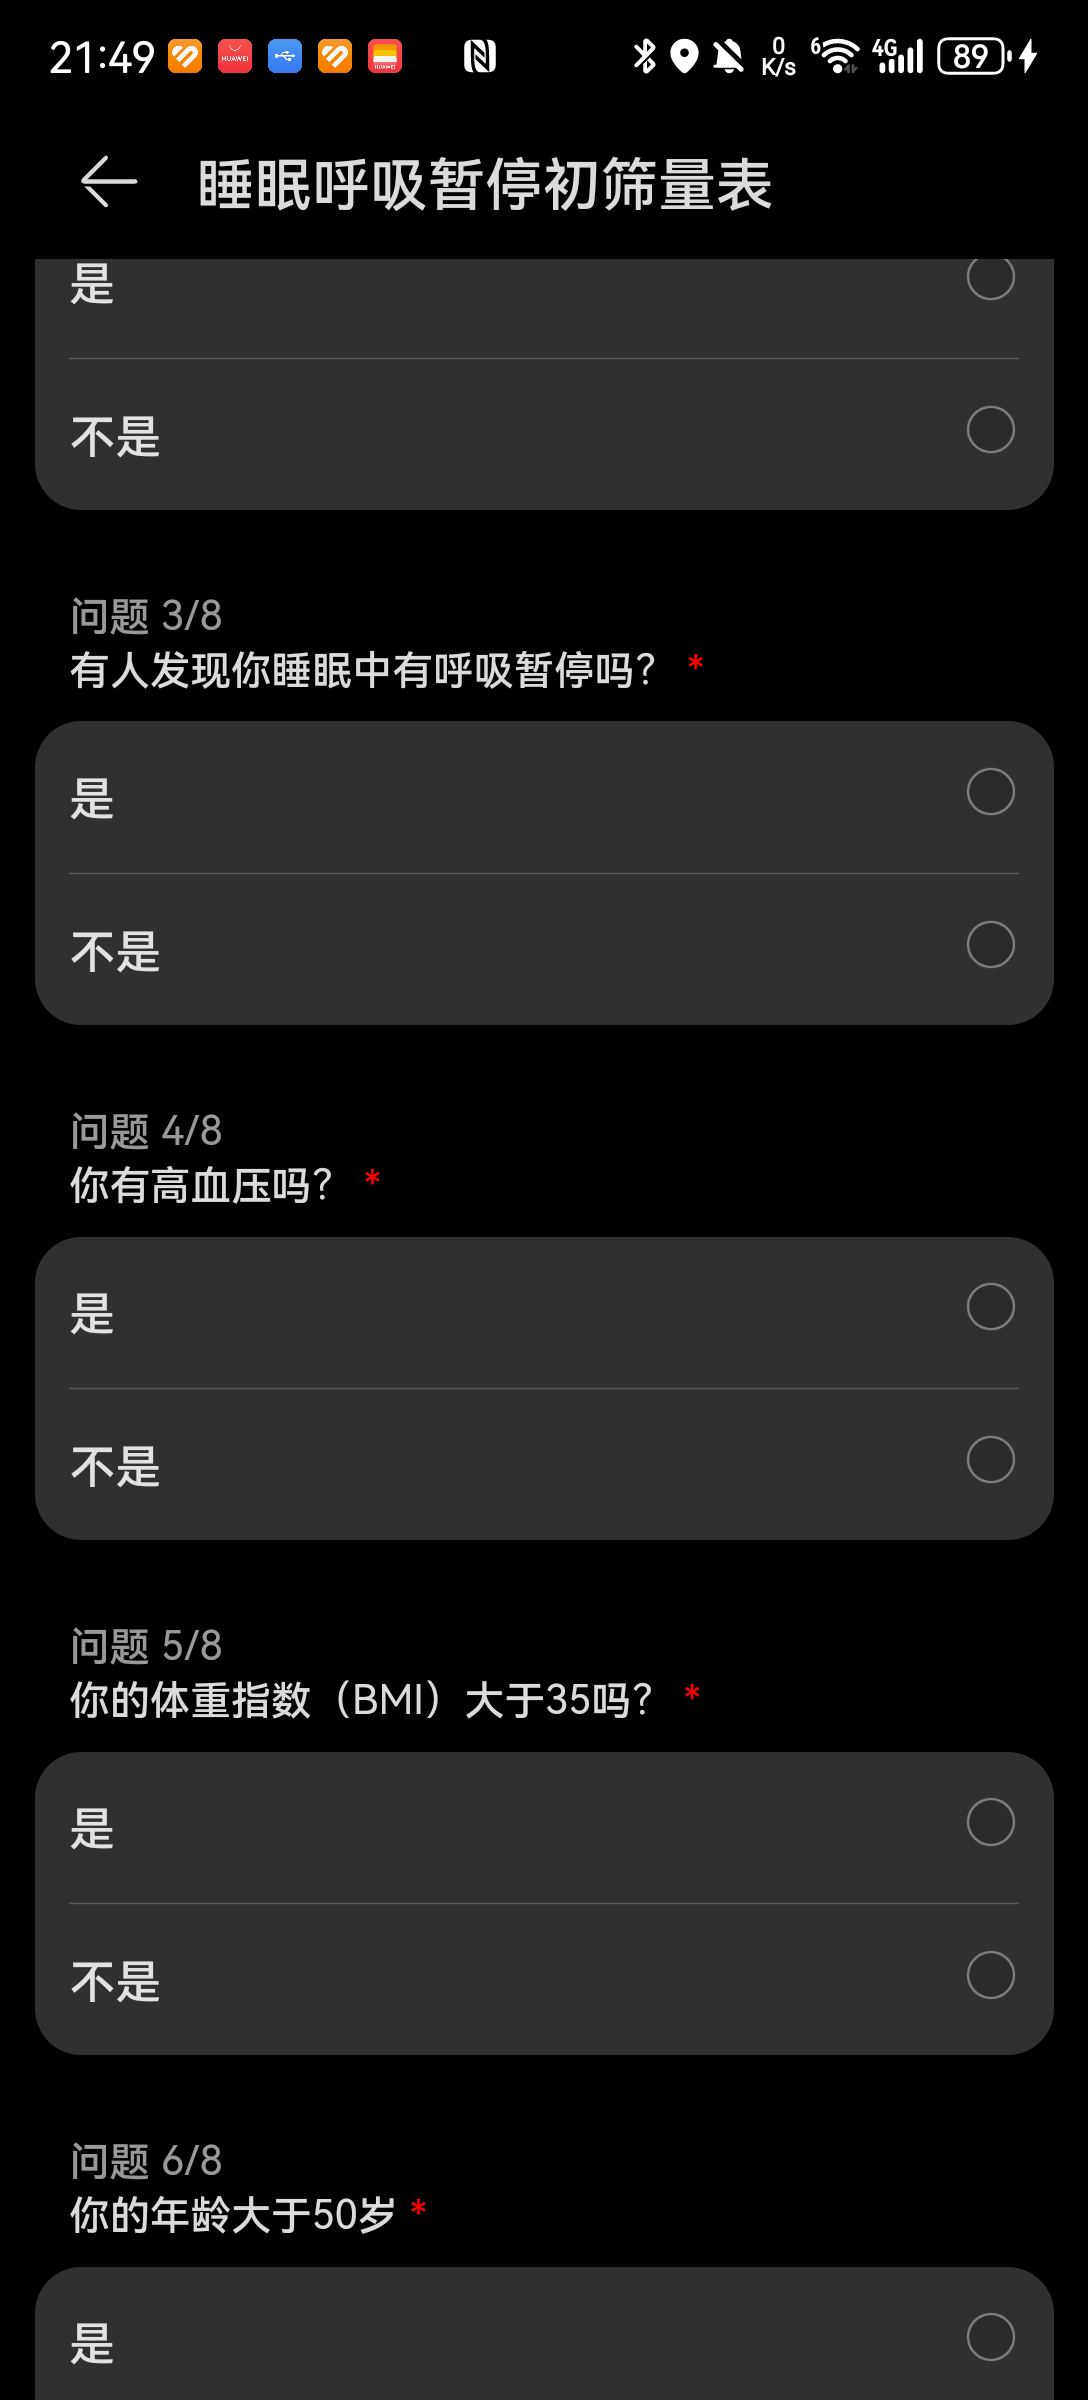 21:49
HUAWEI
0
K/s
6
4G
89
睡眠呼吸暂停初筛量表
是
不是
问题 3/8
有人发现你睡眠中有呼吸暂停吗? *
是
不是
问题 4/8
你有高血压吗? *
是
不是
问题 5/8
你的体重指数（BMI）大于35吗? *
是
不是
问题 6/8
你的年龄大于50岁 *
是